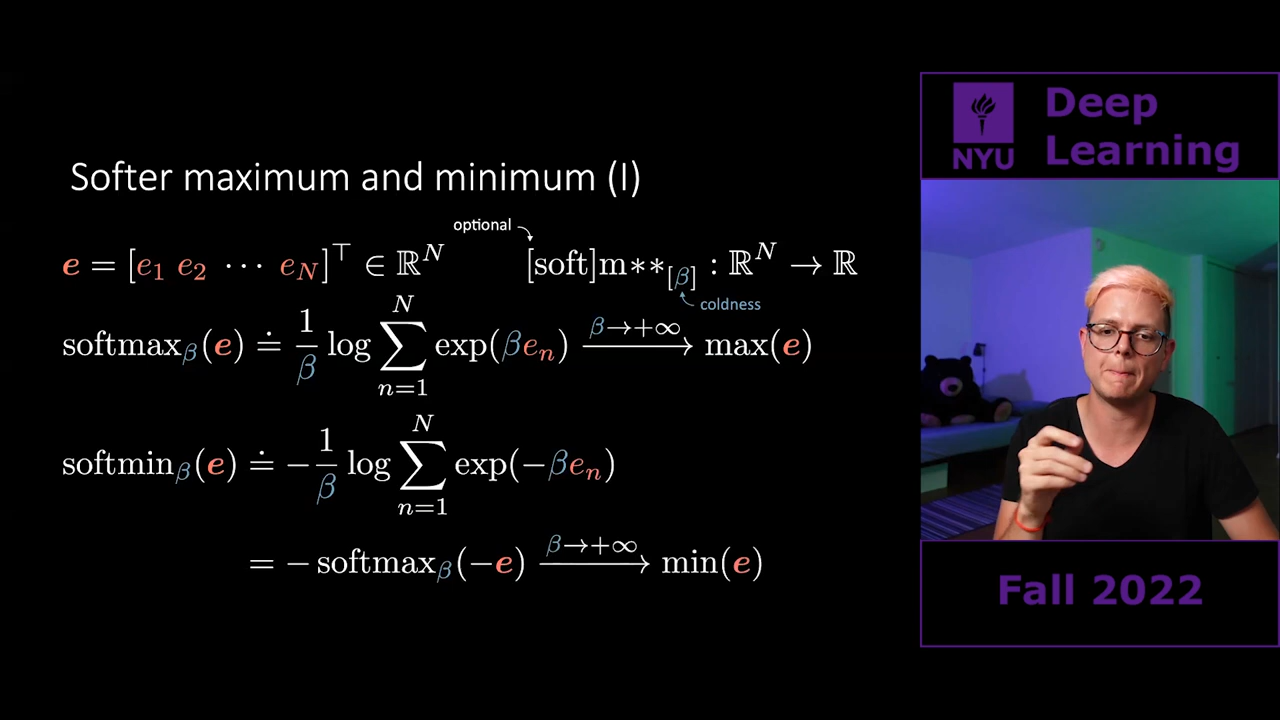 Softer maximum and minimum (I)
optional
e = [e₁ e₂ ⋯ e_N]^⊤ ∈ ℝ^N
[soft]m**_[β] : ℝ^N → ℝ
coldness
softmax_β(e) ≐ 1/β log ∑_{n=1}^{N} exp(βe_n) —β→+∞→ max(e)
softmin_β(e) ≐ −1/β log ∑_{n=1}^{N} exp(−βe_n)
= − softmax_β(−e) —β→+∞→ min(e)
NYU
Deep
Learning
Fall 2022